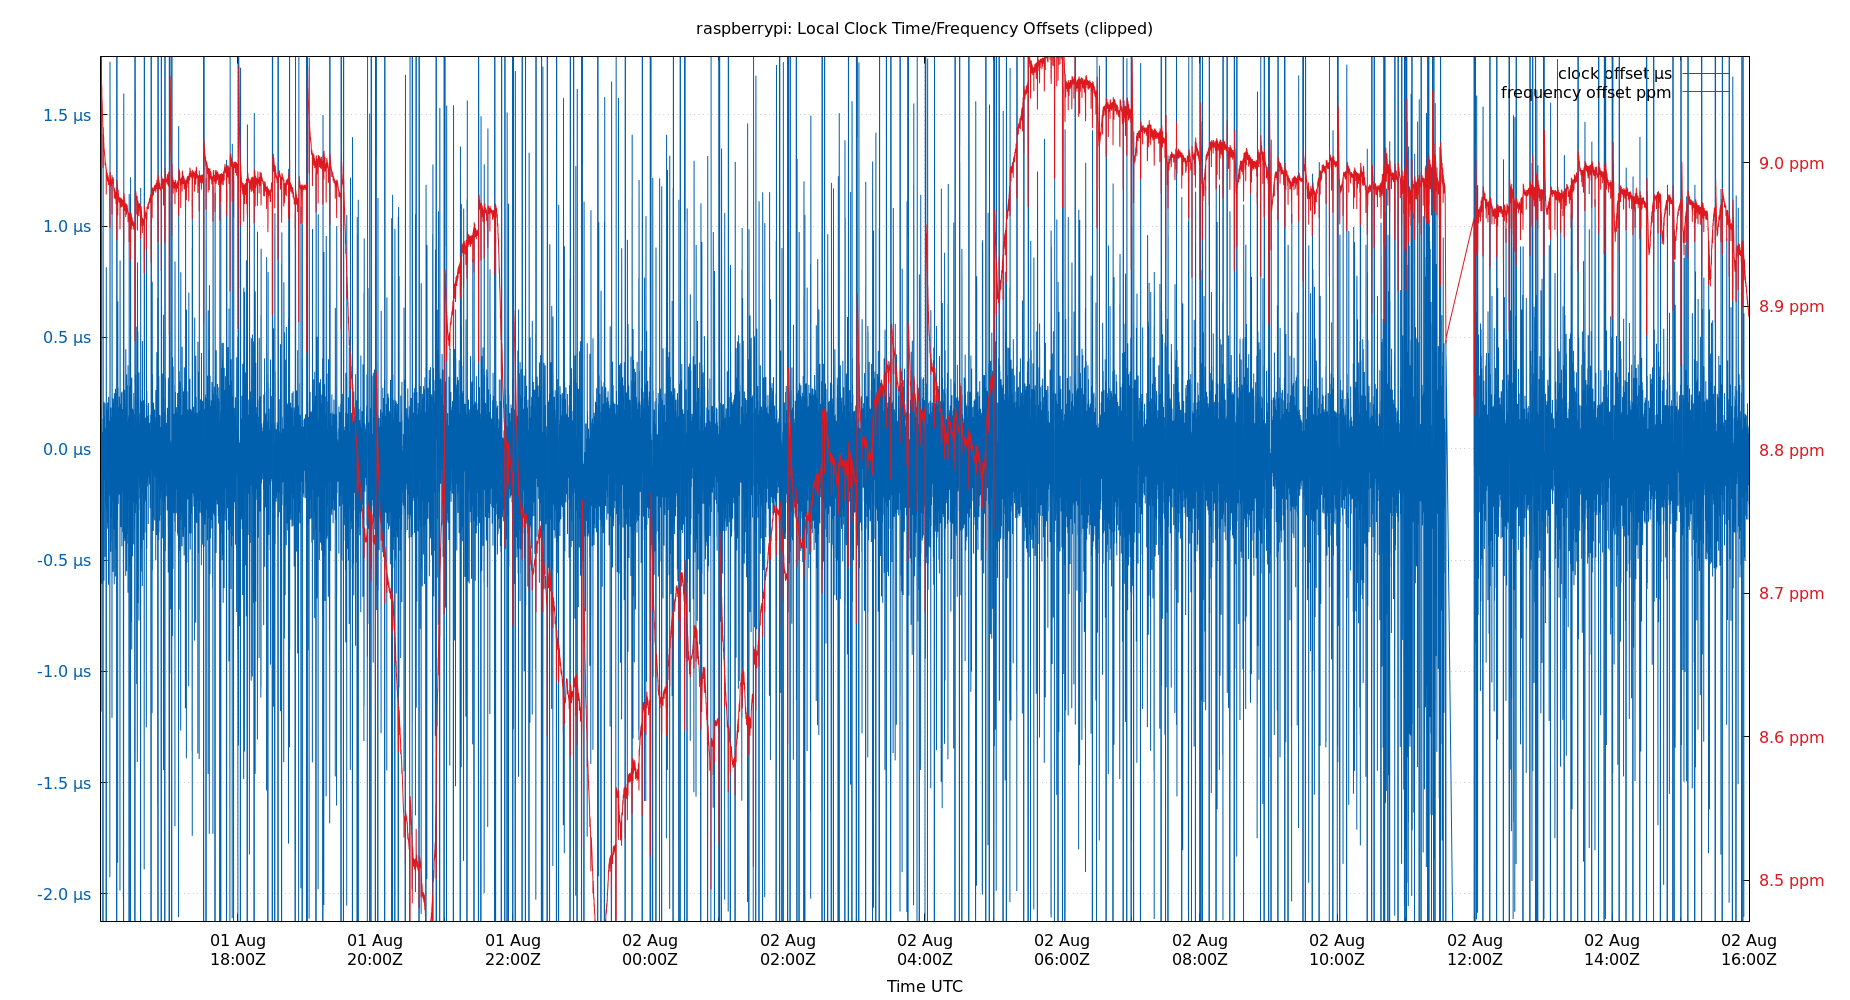 raspberrypi: Local Clock Time/Frequency Offsets (clipped)
clock offset µs
frequency offset ppm
1.5 µs
1.0 µs
0.5 µs
0.0 µs
-0.5 µs
-1.0 µs
-1.5 µs
-2.0 µs
9.0 ppm
8.9 ppm
8.8 ppm
8.7 ppm
8.6 ppm
8.5 ppm
01 Aug
18:00Z
01 Aug
20:00Z
01 Aug
22:00Z
02 Aug
00:00Z
02 Aug
02:00Z
02 Aug
04:00Z
02 Aug
06:00Z
02 Aug
08:00Z
02 Aug
10:00Z
02 Aug
12:00Z
02 Aug
14:00Z
02 Aug
16:00Z
Time UTC